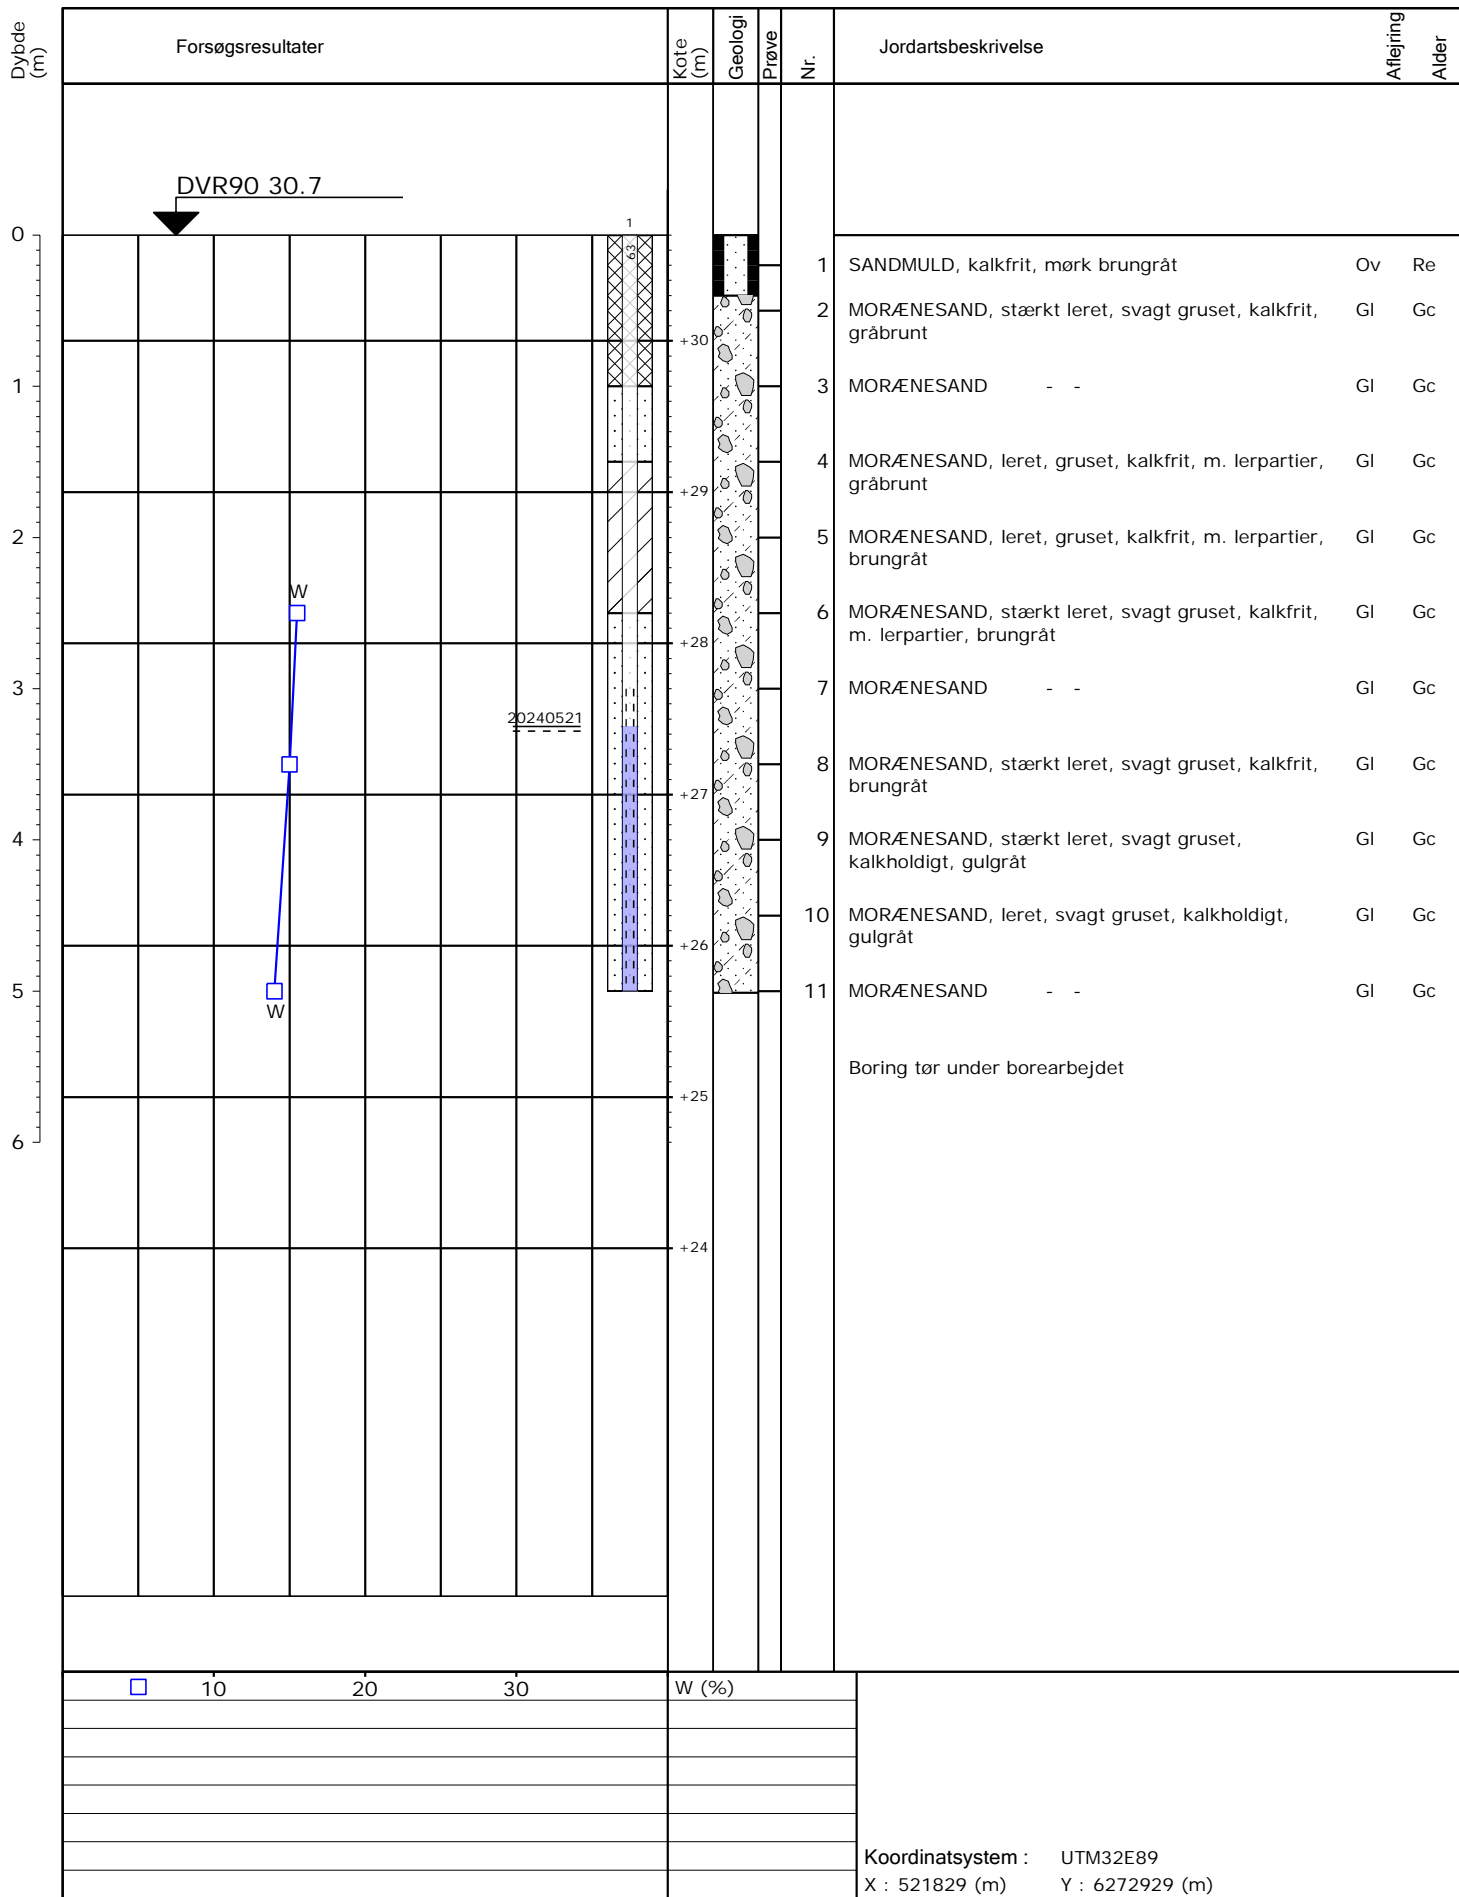 Dybde (m)
Forsøgsresultater
Kote (m)
Geologi
Prøve
Nr.
Jordartsbeskrivelse
Aflejring
Alder
DVR90 30.7
0
1
63
1 SANDMULD, kalkfrit, mørk brungråt Ov Re
2 MORÆNESAND, stærkt leret, svagt gruset, kalkfrit, Gl Gc
gråbrunt
+30
1
3 MORÆNESAND - - Gl Gc
4 MORÆNESAND, leret, gruset, kalkfrit, m. lerpartier, Gl Gc
gråbrunt
+29
2
5 MORÆNESAND, leret, gruset, kalkfrit, m. lerpartier, Gl Gc
brungråt
W
6 MORÆNESAND, stærkt leret, svagt gruset, kalkfrit, Gl Gc
m. lerpartier, brungråt
+28
3
7 MORÆNESAND - - Gl Gc
20240521
8 MORÆNESAND, stærkt leret, svagt gruset, kalkfrit, Gl Gc
brungråt
+27
4
9 MORÆNESAND, stærkt leret, svagt gruset, Gl Gc
kalkholdigt, gulgråt
10 MORÆNESAND, leret, svagt gruset, kalkholdigt, Gl Gc
gulgråt
+26
5
11 MORÆNESAND - - Gl Gc
W
Boring tør under borearbejdet
+25
6
+24
10 20 30 W (%)
Koordinatsystem : UTM32E89
X : 521829 (m) Y : 6272929 (m)